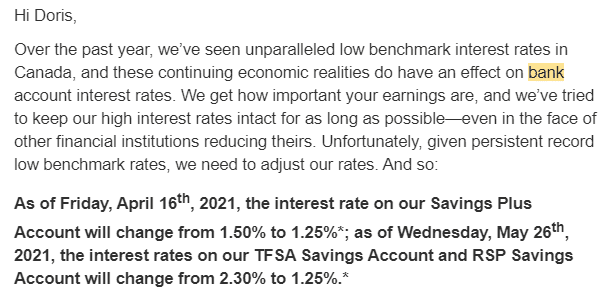 Hi Doris,
Over the past year, we’ve seen unparalleled low benchmark interest rates in
Canada, and these continuing economic realities do have an effect on bank
account interest rates. We get how important your earnings are, and we’ve tried
to keep our high interest rates intact for as long as possible—even in the face of
other financial institutions reducing theirs. Unfortunately, given persistent record
low benchmark rates, we need to adjust our rates. And so:
As of Friday, April 16th, 2021, the interest rate on our Savings Plus
Account will change from 1.50% to 1.25%*; as of Wednesday, May 26th,
2021, the interest rates on our TFSA Savings Account and RSP Savings
Account will change from 2.30% to 1.25%.*